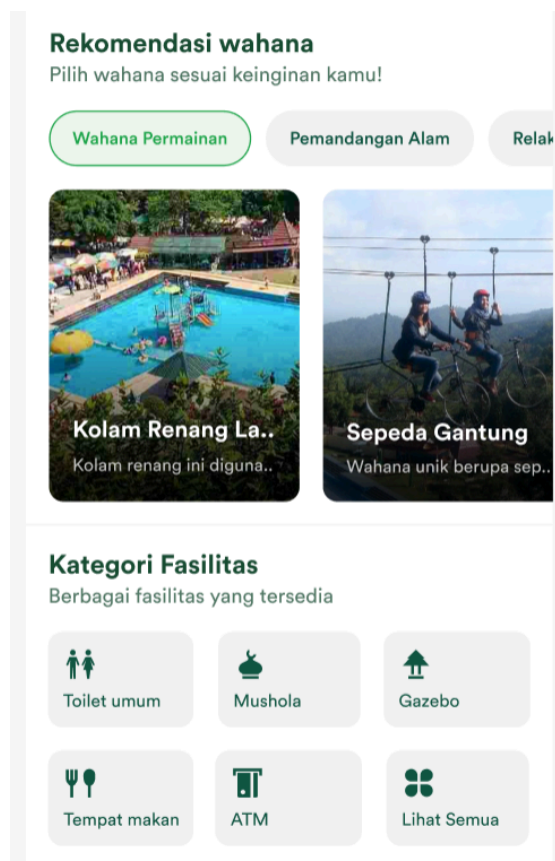 Rekomendasi wahana
Pilih wahana sesuai keinginan kamu!
Wahana Permainan
Pemandangan Alam
Relak
Kolam Renang La..
Kolam renang ini diguna..
Sepeda Gantung
Wahana unik berupa sep..
Kategori Fasilitas
Berbagai fasilitas yang tersedia
Toilet umum
Mushola
Gazebo
Tempat makan
ATM
Lihat Semua